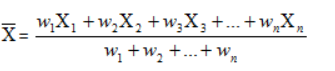 X̅ = (w₁X₁ + w₂X₂ + w₃X₃ + ... + wₙXₙ) / (w₁ + w₂ + ... + wₙ)